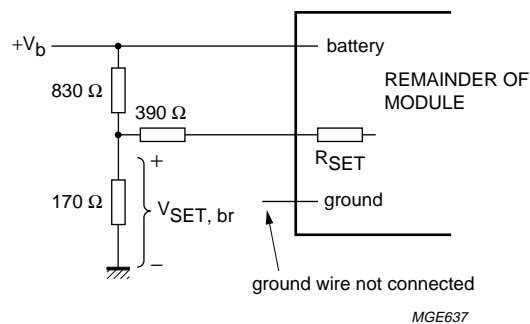 +Vb
battery
830 Ω
390 Ω
REMAINDER OF
MODULE
RSET
+
170 Ω
VSET, br
ground
−
ground wire not connected
MGE637